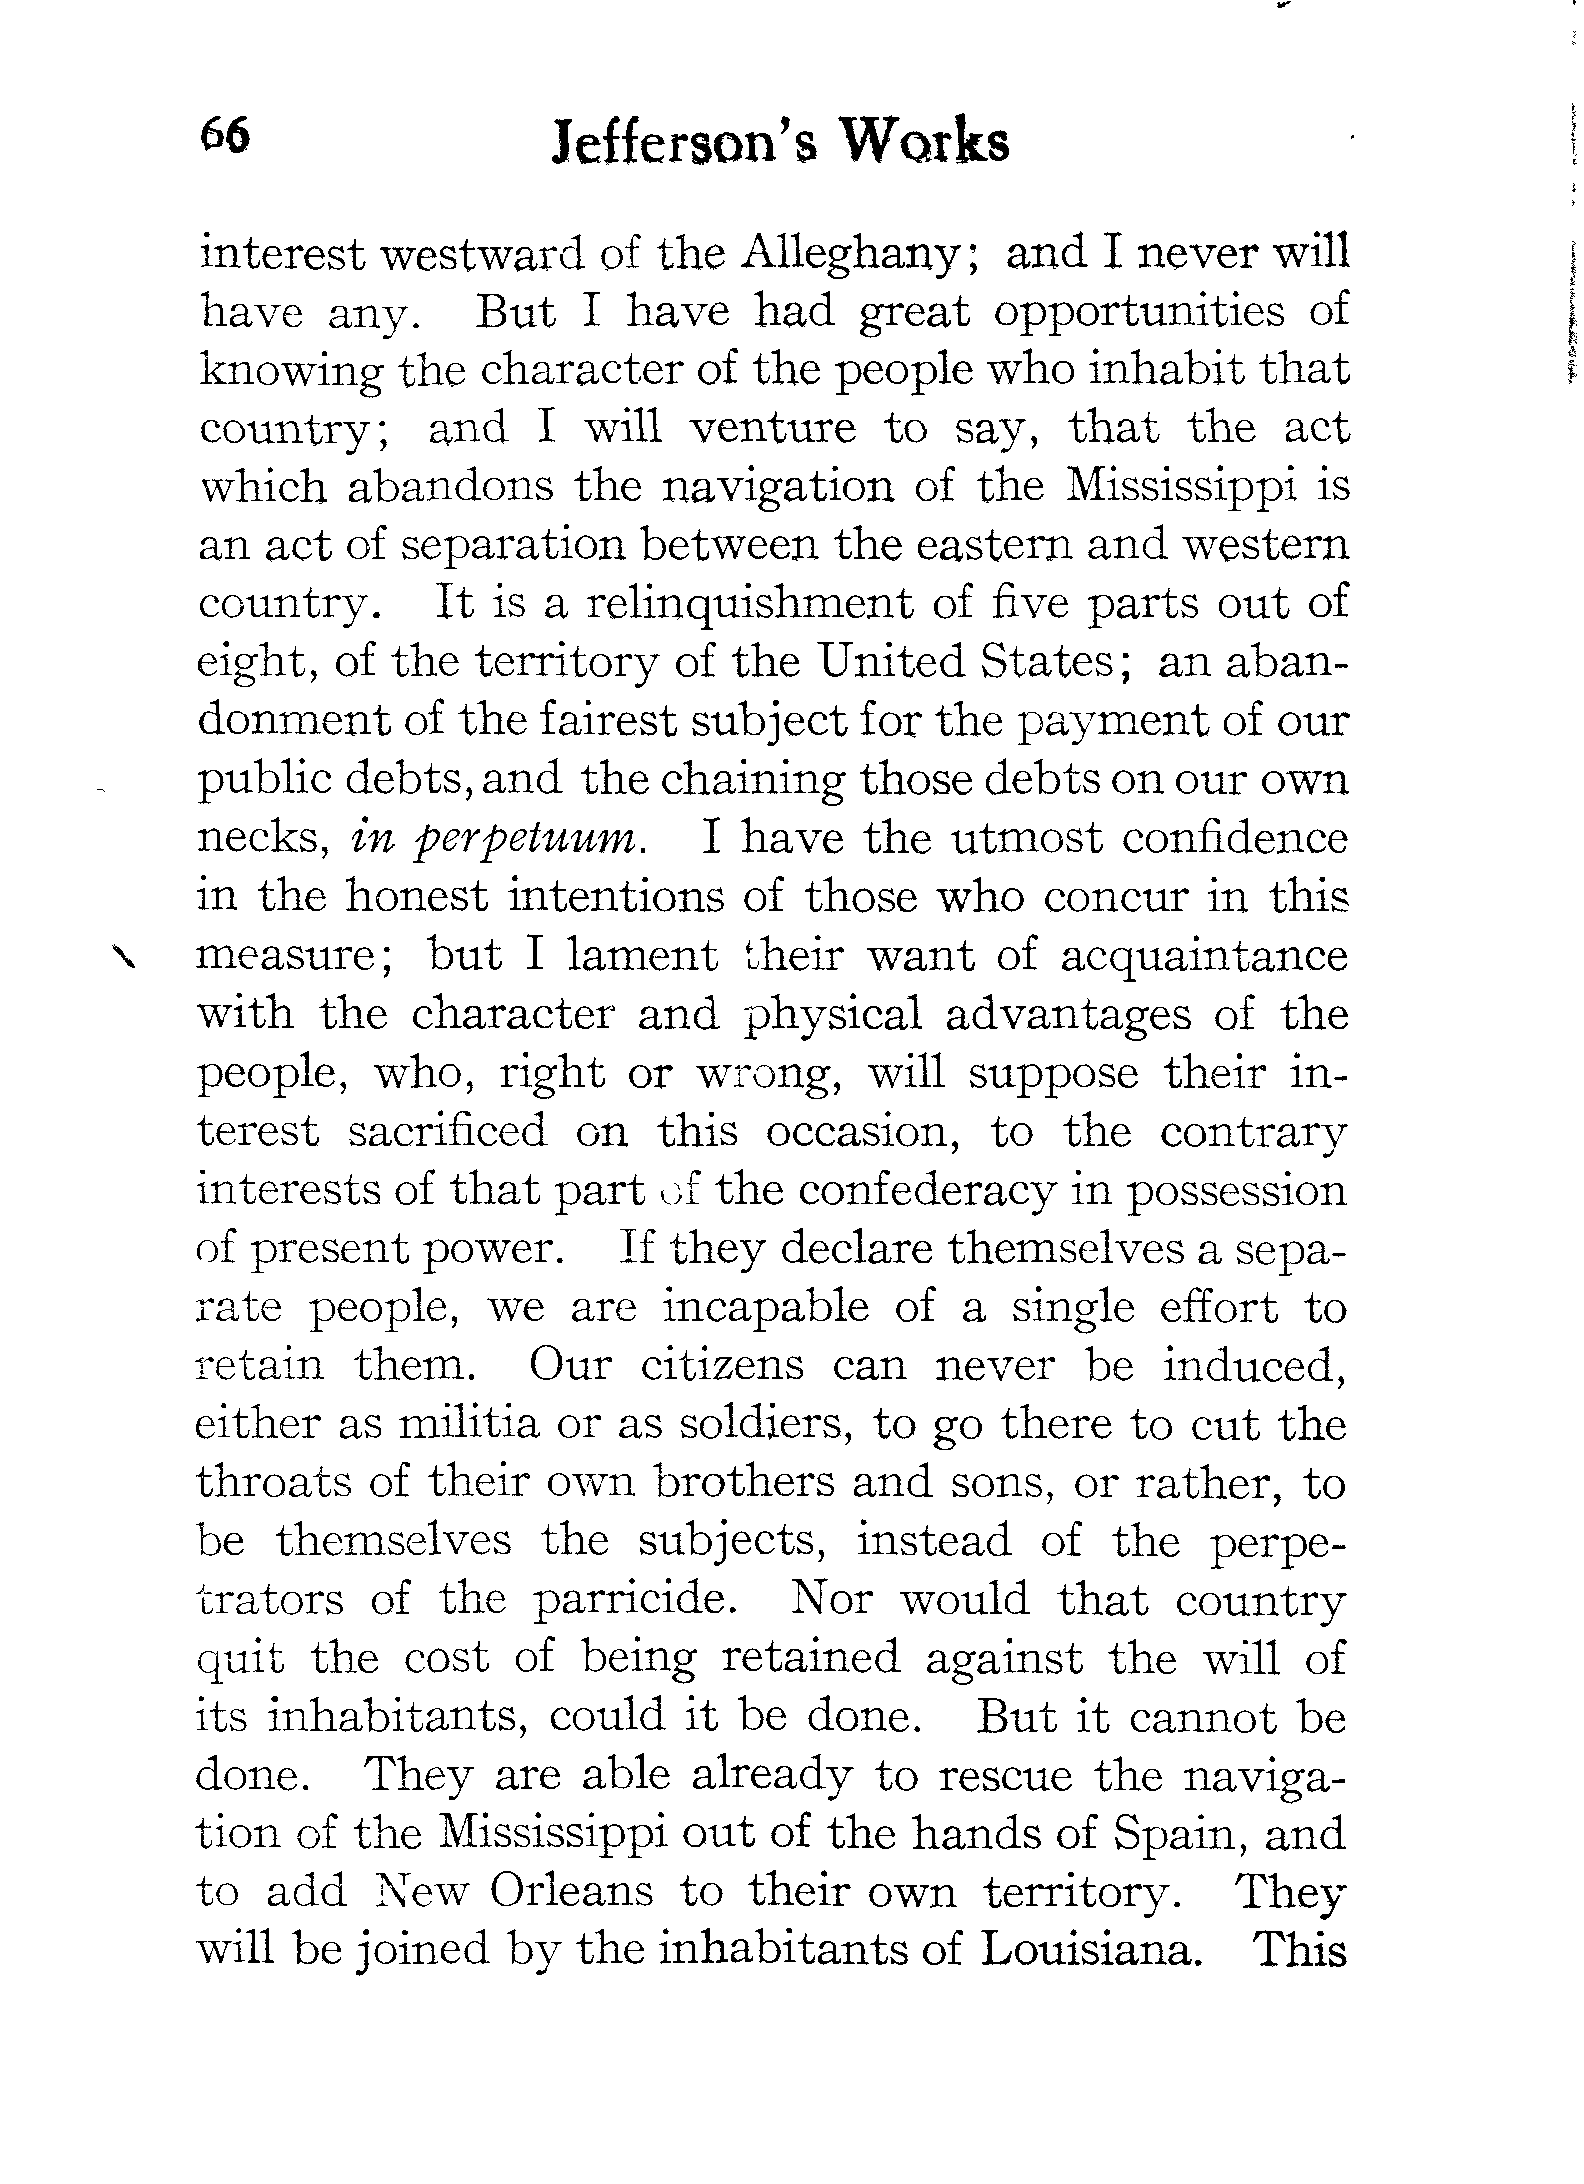 66 Jefferson's Works
interest westward of the Alleghany; and I never will
have any. But I have had great opportunities of
knowing the character of the people who inhabit that
country; and I will venture to say, that the act
which abandons the navigation of the Mississippi is
an act of separation between the eastern and western
country. It is a relinquishment of five parts out of
eight, of the territory of the United States; an aban-
donment of the fairest subject for the payment of our
public debts, and the chaining those debts on our own
necks, in perpetuum. I have the utmost confidence
in the honest intentions of those who concur in this
measure; but I lament their want of acquaintance
with the character and physical advantages of the
people, who, right or wrong, will suppose their in-
terest sacrificed on this occasion, to the contrary
interests of that part of the confederacy in possession
of present power. If they declare themselves a sepa-
rate people, we are incapable of a single effort to
retain them. Our citizens can never be induced,
either as militia or as soldiers, to go there to cut the
throats of their own brothers and sons, or rather, to
be themselves the subjects, instead of the perpe-
trators of the parricide. Nor would that country
quit the cost of being retained against the will of
its inhabitants, could it be done. But it cannot be
done. They are able already to rescue the naviga-
tion of the Mississippi out of the hands of Spain, and
to add New Orleans to their own territory. They
will be joined by the inhabitants of Louisiana. This